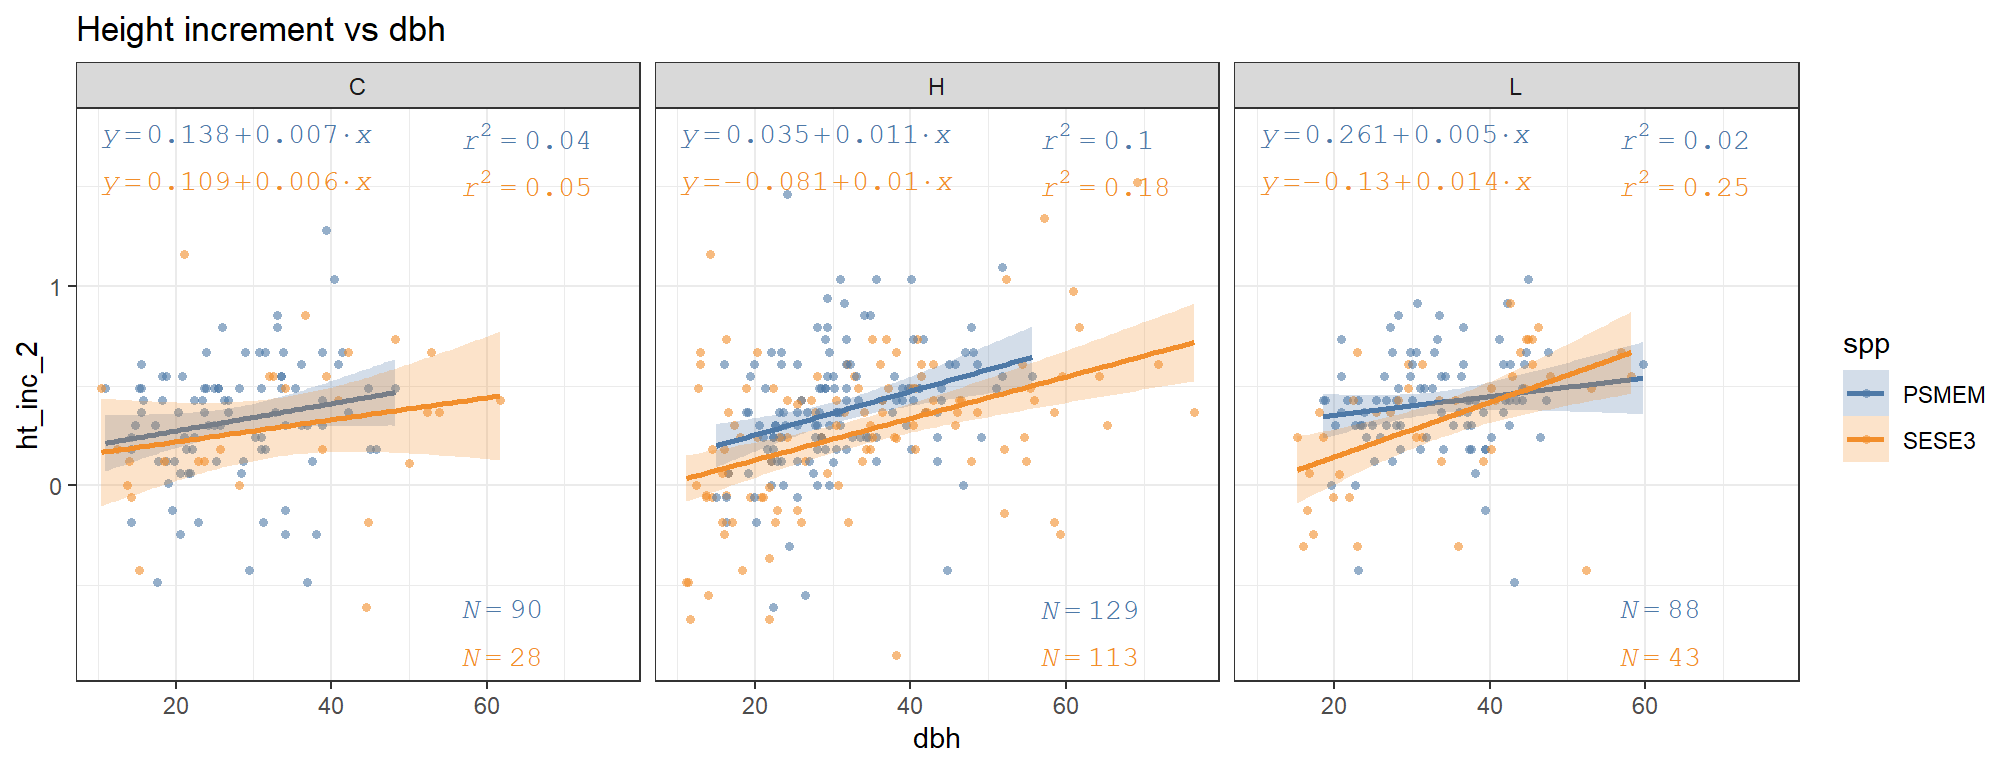 Height increment vs dbh
C
H
L
y=0.138+0.007·x r²=0.04
y=0.109+0.006·x r²=0.05
N=90
N=28
y=0.035+0.011·x r²=0.1
y=−0.081+0.01·x r²=0.18
N=129
N=113
y=0.261+0.005·x r²=0.02
y=−0.13+0.014·x r²=0.25
N=88
N=43
1
0
ht_inc_2
20 40 60
20 40 60
20 40 60
dbh
spp
PSMEM
SESE3